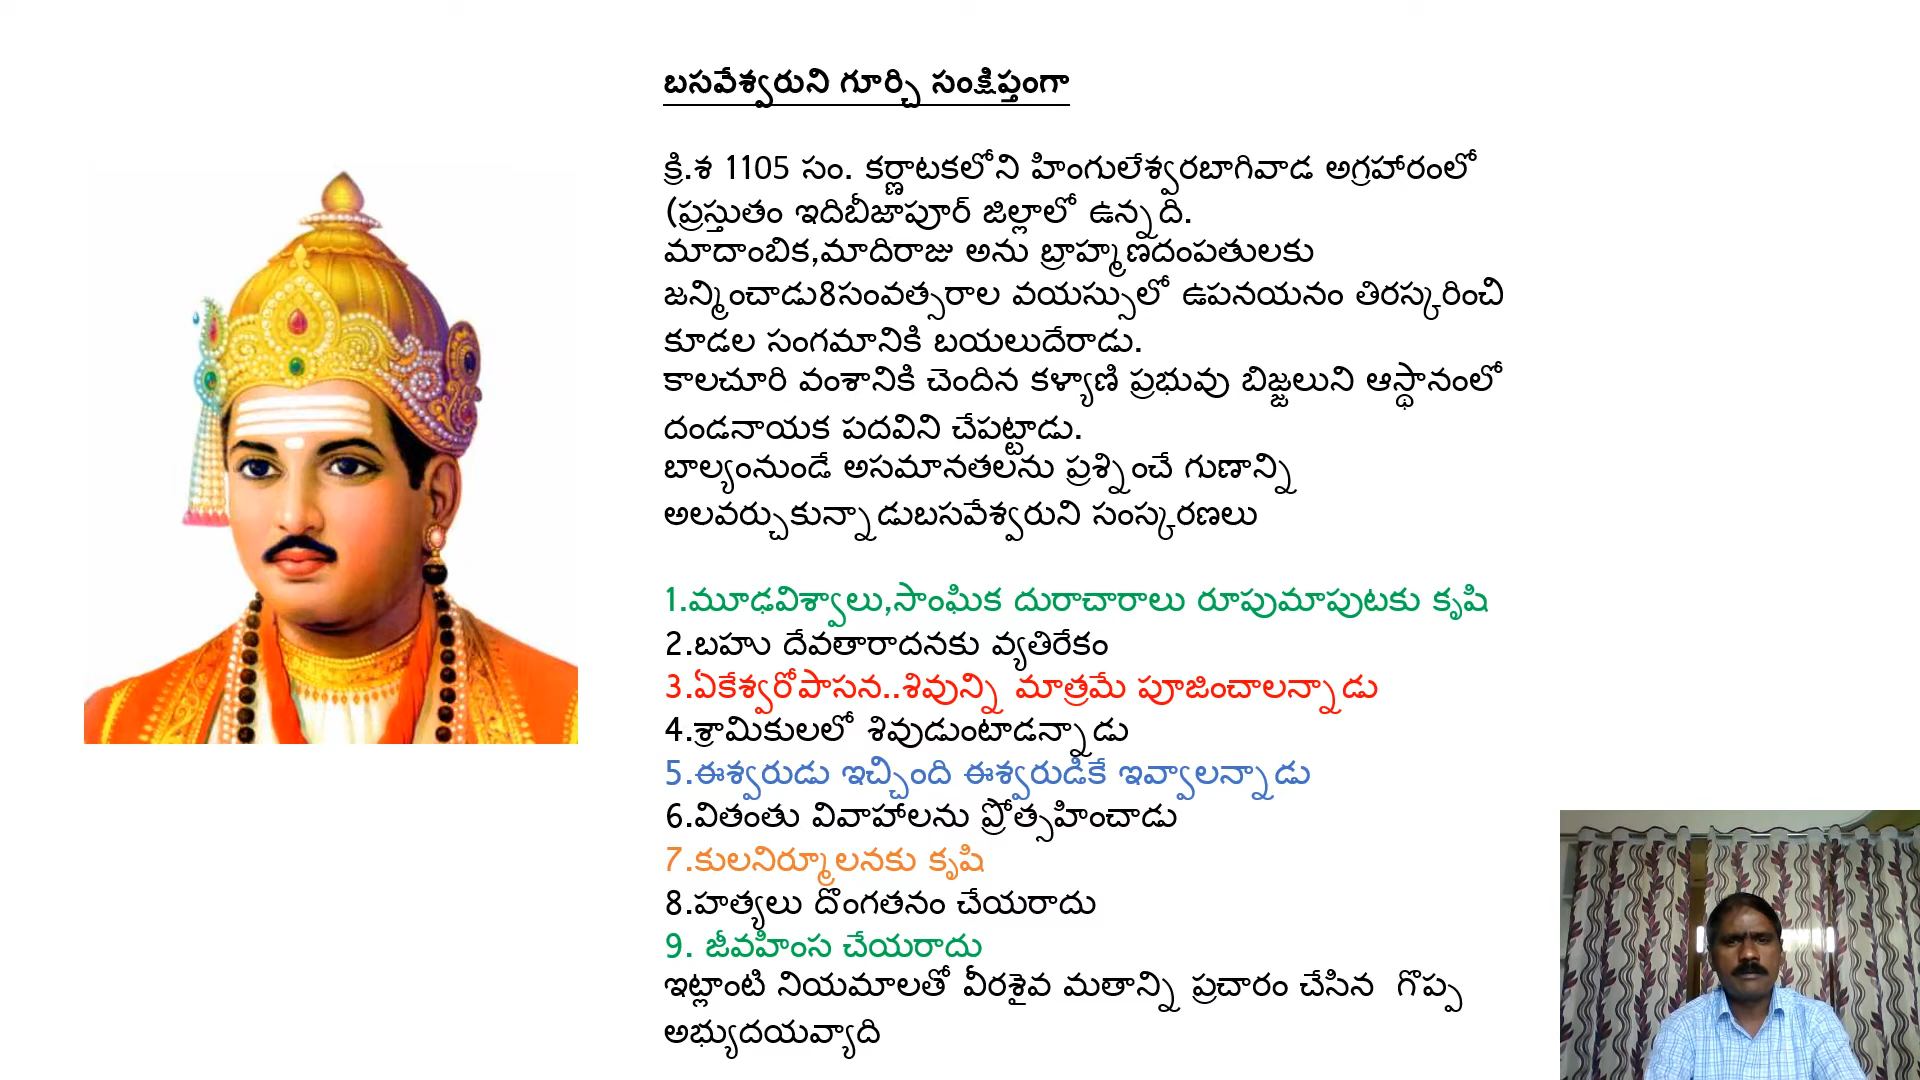 బసవేశ్వరుని గూర్చి సంక్షిప్తంగా
క్రి.శ 1105 సం. కర్ణాటకలోని హింగులేశ్వరబాగివాడ అగ్రహారంలో
(ప్రస్తుతం ఇదిబీజాపూర్ జిల్లాలో ఉన్నది.
మాదాంబిక,మాదిరాజు అను బ్రాహ్మణదంపతులకు
జన్మించాడు8సంవత్సరాల వయస్సులో ఉపనయనం తిరస్కరించి
కూడల సంగమానికి బయలుదేరాడు.
కాలచూరి వంశానికి చెందిన కళ్యాణి ప్రభువు బిజ్జలుని ఆస్థానంలో
దండనాయక పదవిని చేపట్టాడు.
బాల్యంనుండే అసమానతలను ప్రశ్నించే గుణాన్ని
అలవర్చుకున్నాడుబసవేశ్వరుని సంస్కరణలు
1.మూఢవిశ్వాలు,సాంఘిక దురాచారాలు రూపుమాపుటకు కృషి
2.బహు దేవతారాదనకు వ్యతిరేకం
3.ఏకేశ్వరోపాసన..శివున్ని మాత్రమే పూజించాలన్నాడు
4.శ్రామికులలో శివుడుంటాడన్నాడు
5.ఈశ్వరుడు ఇచ్చింది ఈశ్వరుడికే ఇవ్వాలన్నాడు
6.వితంతు వివాహాలను ప్రోత్సహించాడు
7.కులనిర్మూలనకు కృషి
8.హత్యలు దొంగతనం చేయరాదు
9. జీవహింస చేయరాదు
ఇట్లాంటి నియమాలతో వీరశైవ మతాన్ని ప్రచారం చేసిన గొప్ప
అభ్యుదయవ్యాది